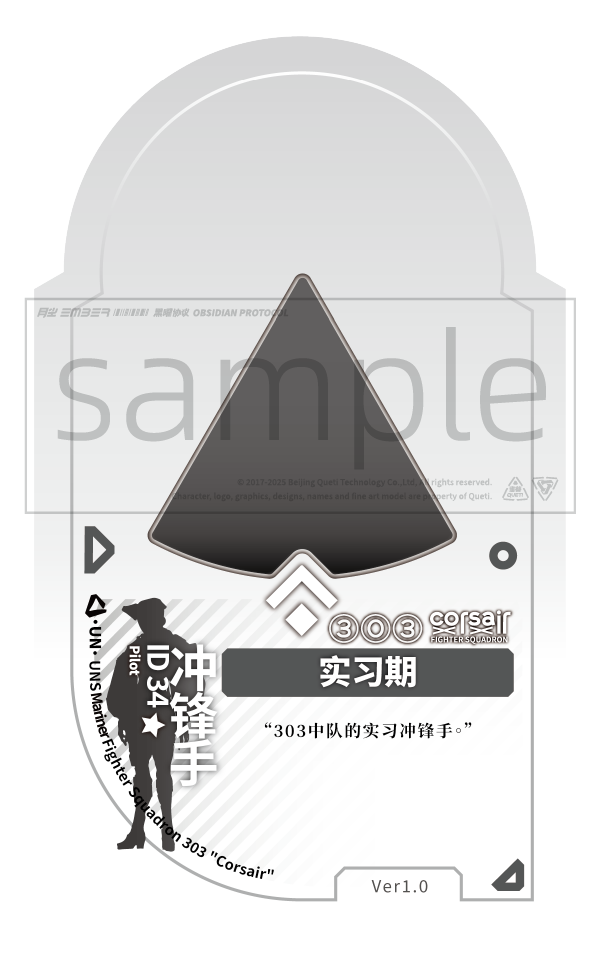 EMBER 黑曜协议 OBSIDIAN PROTOCOL
sample
© 2017-2025 Beijing Queti Technology Co.,Ltd. All rights reserved.
Character, logo, graphics, designs, names and fine art model are property of Queti.
QUETI
303 corsair
FIGHTER SQUADRON
实习期
“303中队的实习冲锋手。”
冲锋手
ID 34 ★
Pilot
·UN· UNS Mariner Fighter Squadron 303 "Corsair"
Ver1.0